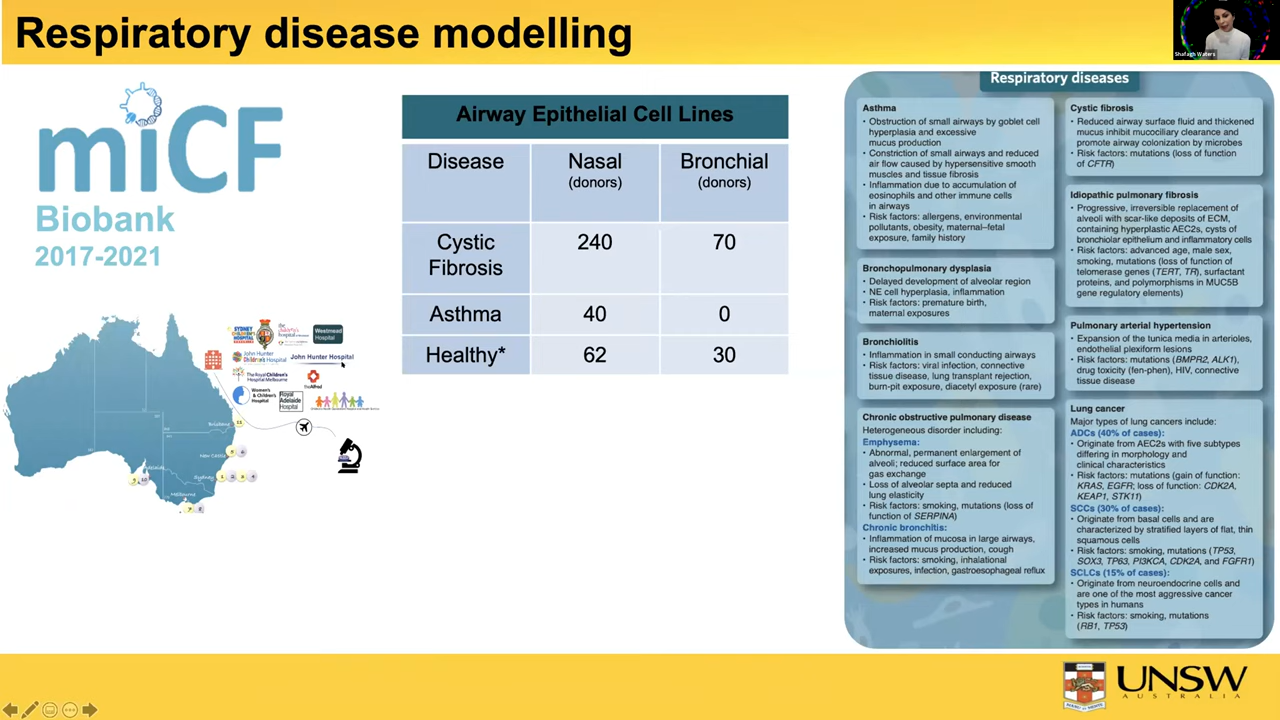 Respiratory disease modelling
Shafagh Waters
miCF
Biobank
2017-2021
Airway Epithelial Cell Lines
Disease
Nasal
(donors)
Bronchial
(donors)
Cystic
Fibrosis
240
70
Asthma
40
0
Healthy*
62
30
Westmead
Hospital
John Hunter
Children's Hospital
John Hunter Hospital
The Royal Children's
Hospital Melbourne
theAlfred
Women's
& Children's
Hospital
Royal
Adelaide
Hospital
Brisbane
11
New Castle
Adelaide
Sydney
Melbourne
Respiratory diseases
Asthma
• Obstruction of small airways by goblet cell
hyperplasia and excessive
mucus production
• Constriction of small airways and reduced
air flow caused by hypersensitive smooth
muscles and tissue fibrosis
• Inflammation due to accumulation of
eosinophils and other immune cells
in airways
• Risk factors: allergens, environmental
pollutants, obesity, maternal–fetal
exposure, family history
Bronchopulmonary dysplasia
• Delayed development of alveolar region
• NE cell hyperplasia, inflammation
• Risk factors: premature birth,
maternal exposures
Bronchiolitis
• Inflammation in small conducting airways
• Risk factors: viral infection, connective
tissue disease, lung transplant rejection,
burn-pit exposure, diacetyl exposure (rare)
Chronic obstructive pulmonary disease
Heterogeneous disorder including:
Emphysema:
• Abnormal, permanent enlargement of
alveoli; reduced surface area for
gas exchange
• Loss of alveolar septa and reduced
lung elasticity
• Risk factors: smoking, mutations (loss of
function of SERPINA)
Chronic bronchitis:
• Inflammation of mucosa in large airways,
increased mucus production, cough
• Risk factors: smoking, inhalational
exposures, infection, gastroesophageal reflux
Cystic fibrosis
• Reduced airway surface fluid and thickened
mucus inhibit mucociliary clearance and
promote airway colonization by microbes
• Risk factors: mutations (loss of function
of CFTR)
Idiopathic pulmonary fibrosis
• Progressive, irreversible replacement of
alveoli with scar-like deposits of ECM,
containing hyperplastic AEC2s, cysts of
bronchiolar epithelium and inflammatory cells
• Risk factors: advanced age, male sex,
smoking, mutations (loss of function of
telomerase genes (TERT, TR), surfactant
proteins, and polymorphisms in MUC5B
gene regulatory elements)
Pulmonary arterial hypertension
• Expansion of the tunica media in arterioles,
endothelial plexiform lesions
• Risk factors: mutations (BMPR2, ALK1),
drug toxicity (fen-phen), HIV, connective
tissue disease
Lung cancer
Major types of lung cancers include:
ADCs (40% of cases):
• Originate from AEC2s with five subtypes
differing in morphology and
clinical characteristics
• Risk factors: mutations (gain of function:
KRAS, EGFR; loss of function: CDK2A,
KEAP1, STK11)
SCCs (30% of cases):
• Originate from basal cells and are
characterized by stratified layers of flat, thin
squamous cells
• Risk factors: smoking, mutations (TP53,
SOX3, TP63, PI3KCA, CDK2A, and FGFR1)
SCLCs (15% of cases):
• Originate from neuroendocrine cells and
are one of the most aggressive cancer
types in humans
• Risk factors: smoking, mutations
(RB1, TP53)
UNSW
AUSTRALIA